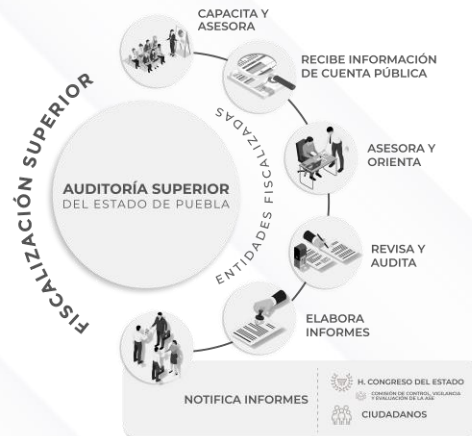 CAPACITA Y
ASESORA
RECIBE INFORMACIÓN
DE CUENTA PÚBLICA
FISCALIZACIÓN SUPERIOR
ENTIDADES FISCALIZADAS
ASESORA Y
ORIENTA
AUDITORÍA SUPERIOR
DEL ESTADO DE PUEBLA
REVISA Y
AUDITA
ELABORA
INFORMES
NOTIFICA INFORMES
H. CONGRESO DEL ESTADO
COMISIÓN DE CONTROL, VIGILANCIA
Y EVALUACIÓN DE LA ASE
CIUDADANOS